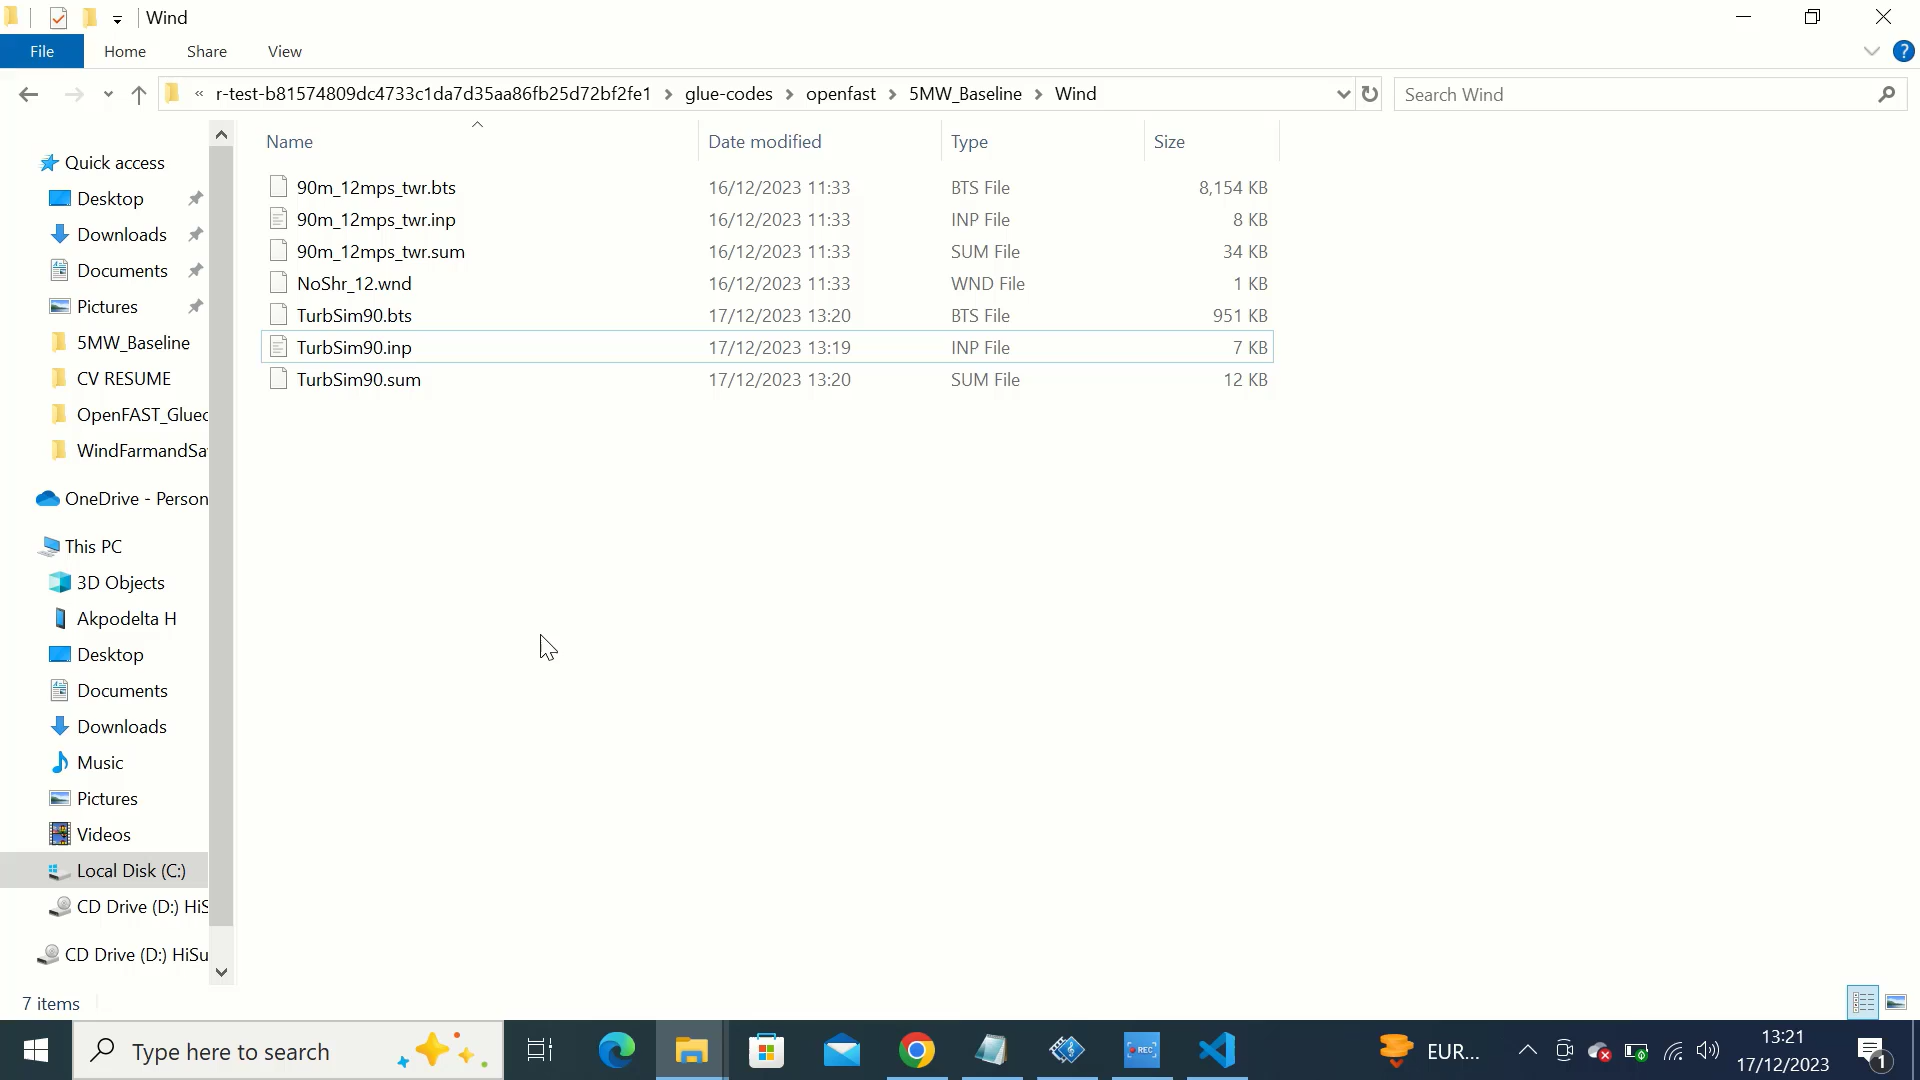 Wind
File Home Share View
« r-test-b81574809dc4733c1da7d35aa86fb25d72bf2fe1 > glue-codes > openfast > 5MW_Baseline > Wind
Search Wind
Name Date modified Type Size
90m_12mps_twr.bts 16/12/2023 11:33 BTS File 8,154 KB
90m_12mps_twr.inp 16/12/2023 11:33 INP File 8 KB
90m_12mps_twr.sum 16/12/2023 11:33 SUM File 34 KB
NoShr_12.wnd 16/12/2023 11:33 WND File 1 KB
TurbSim90.bts 17/12/2023 13:20 BTS File 951 KB
TurbSim90.inp 17/12/2023 13:19 INP File 7 KB
TurbSim90.sum 17/12/2023 13:20 SUM File 12 KB
Quick access
Desktop
Downloads
Documents
Pictures
5MW_Baseline
CV RESUME
OpenFAST_Gluec
WindFarmandSa
OneDrive - Person
This PC
3D Objects
Akpodelta H
Desktop
Documents
Downloads
Music
Pictures
Videos
Local Disk (C:)
CD Drive (D:) HiS
CD Drive (D:) HiSu
7 items
Type here to search
REC
EUR...
13:21
17/12/2023
1